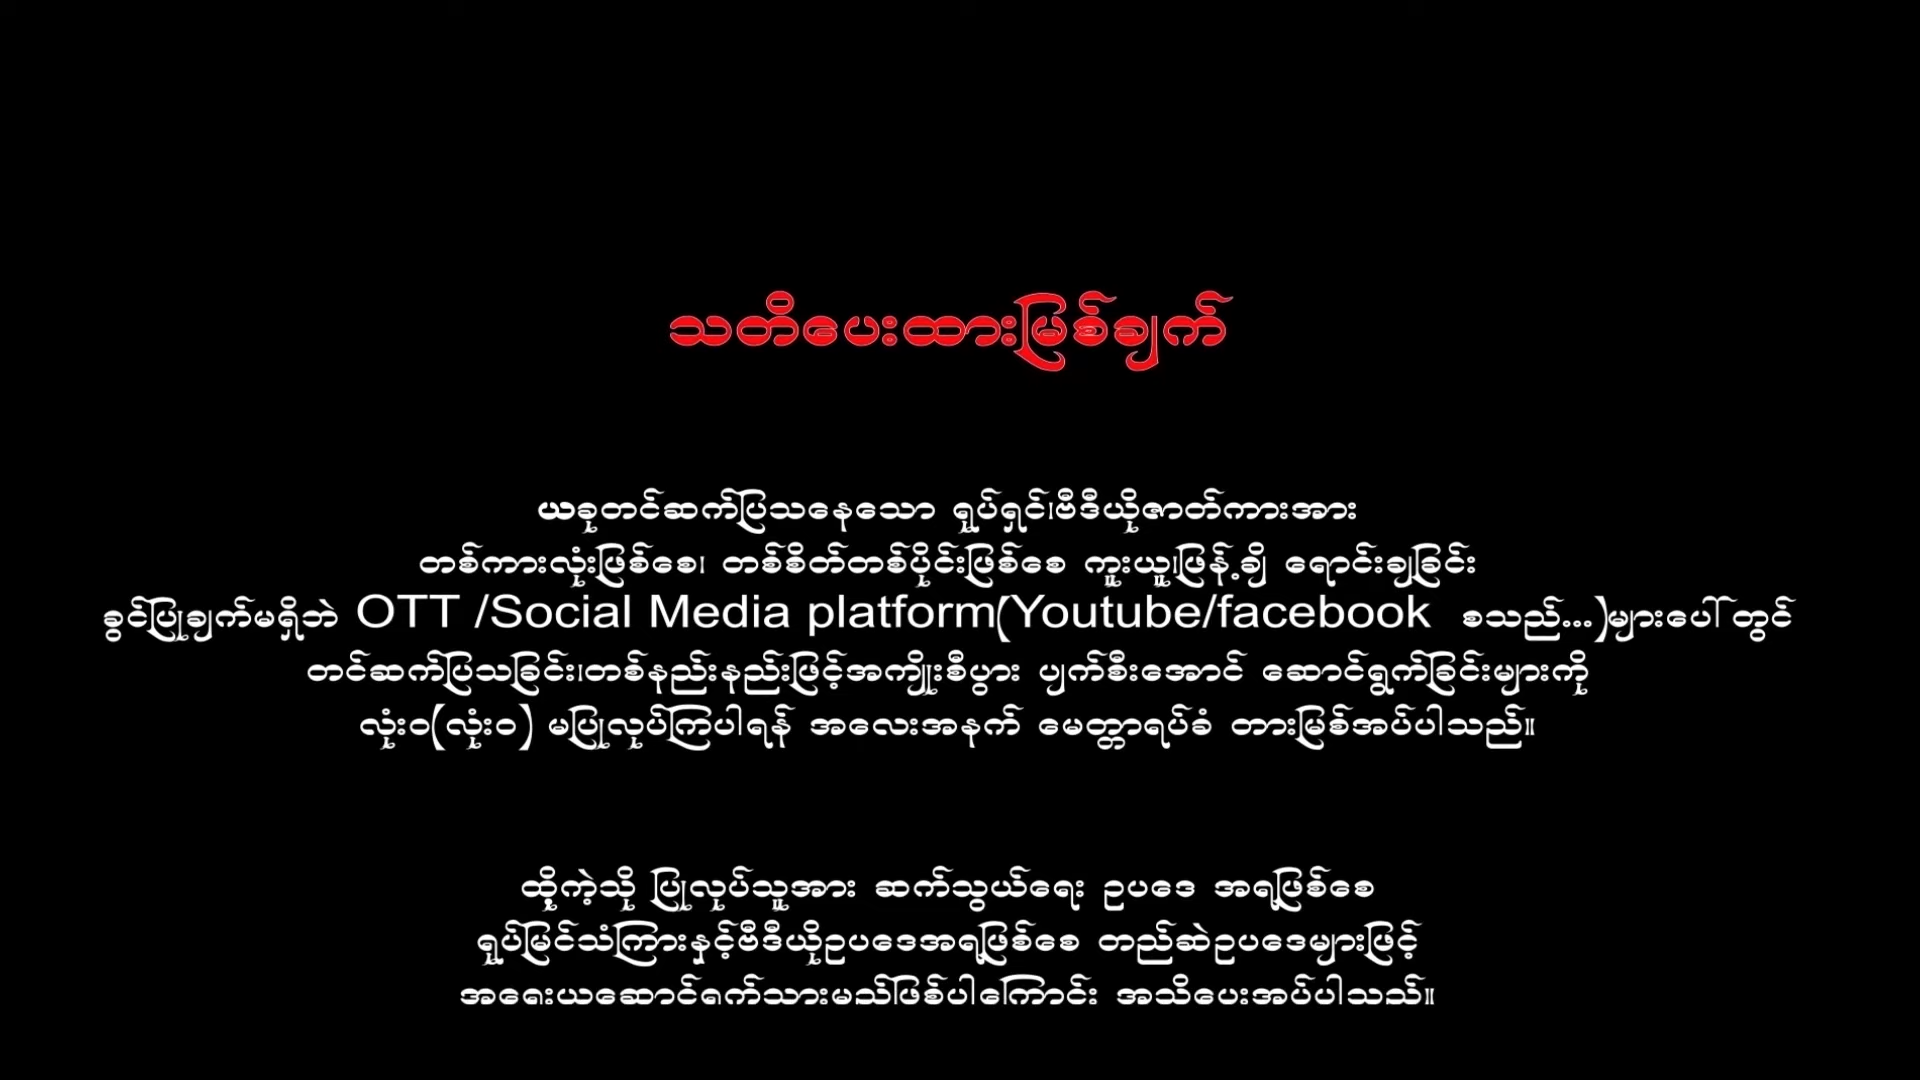 သတိပေးထားမြစ်ချက်
ယခုတင်ဆက်ပြသနေသော ရုပ်ရှင်၊ဗီဒီယိုဇာတ်ကားအား
တစ်ကားလုံးဖြစ်စေ၊ တစ်စိတ်တစ်ပိုင်းဖြစ်စေ ကူးယူ၊ဖြန့်ချိ ရောင်းချခြင်း
ခွင့်ပြုချက်မရှိဘဲ OTT /Social Media platform(Youtube/facebook စသည်...)များပေါ်တွင်
တင်ဆက်ပြသခြင်း၊တစ်နည်းနည်းဖြင့်အကျိုးစီပွား ပျက်စီးအောင် ဆောင်ရွက်ခြင်းများကို
လုံးဝ(လုံးဝ) မပြုလုပ်ကြပါရန် အလေးအနက် မေတ္တာရပ်ခံ တားမြစ်အပ်ပါသည်။
ထို့ကဲ့သို့ ပြုလုပ်သူအား ဆက်သွယ်ရေး ဥပဒေ အရဖြစ်စေ
ရုပ်မြင်သံကြားနှင့်ဗီဒီယိုဥပဒေအရဖြစ်စေ တည်ဆဲဥပဒေများဖြင့်
အရေးယူဆောင်ရွက်သွားမည်ဖြစ်ပါကြောင်း အသိပေးအပ်ပါသည်။